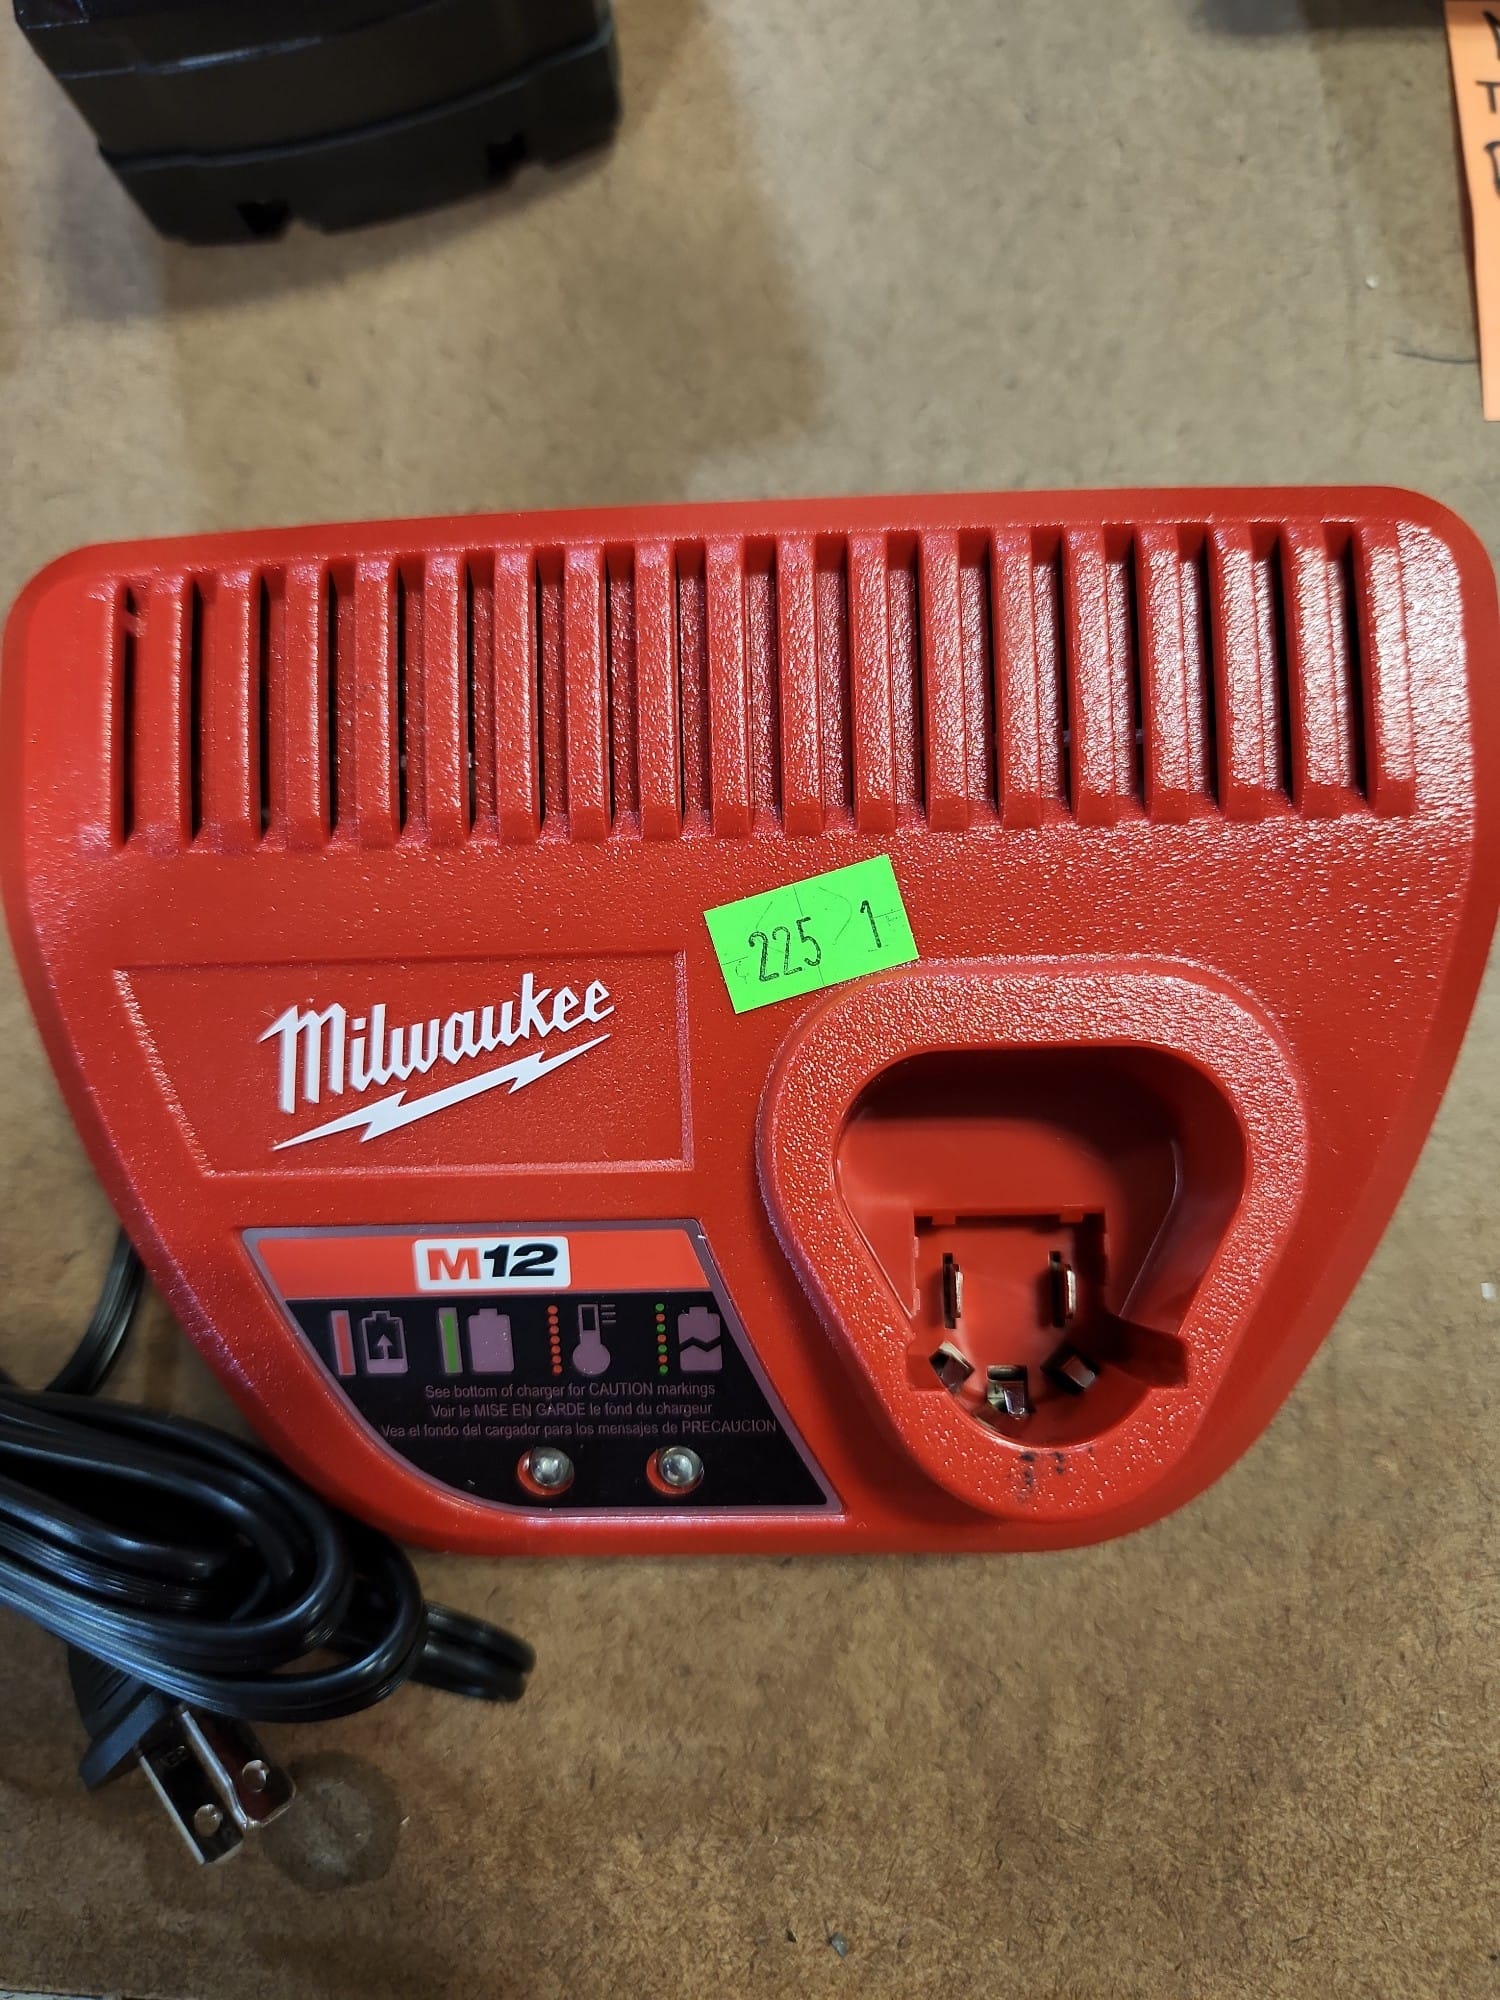 225 1
Milwaukee
M12
See bottom of charger for CAUTION markings
Voir le MISE EN GARDE le fond du chargeur
Vea el fondo del cargador para los mensajes de PRECAUCION